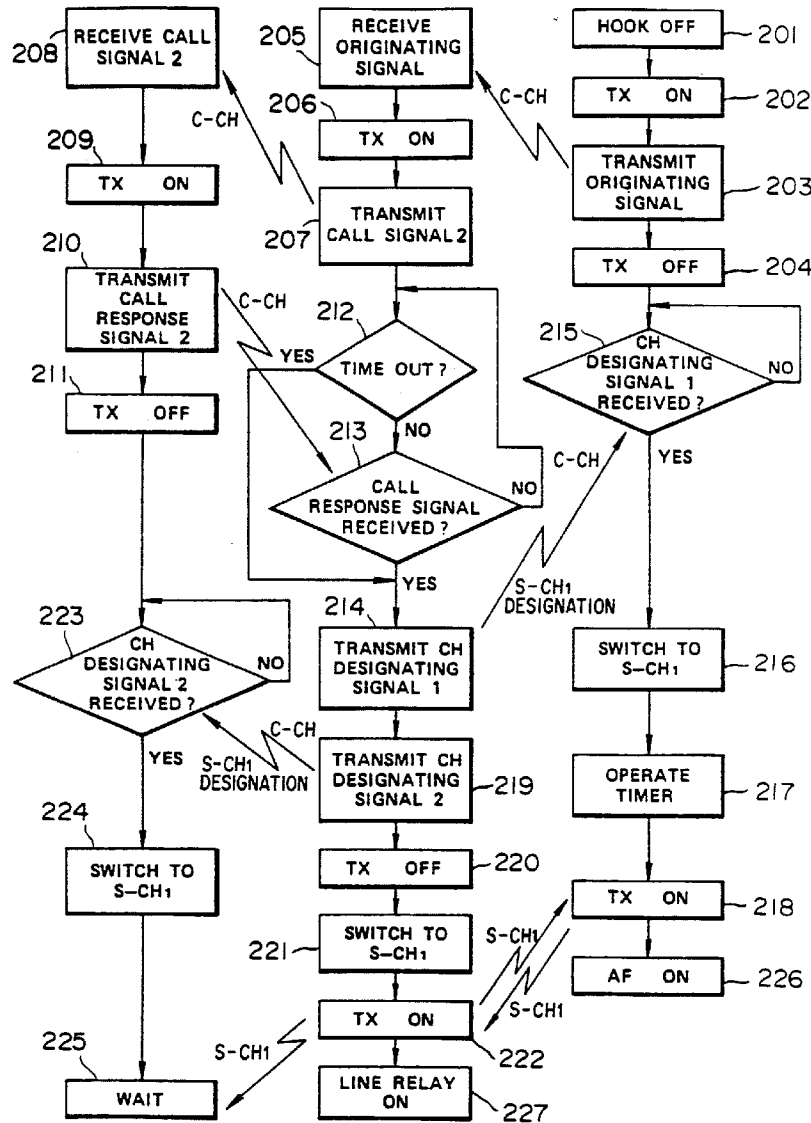 208
RECEIVE CALL
SIGNAL 2
C-CH
209
TX ON
210
TRANSMIT
CALL
RESPONSE
SIGNAL 2
C-CH
211
TX OFF
223
CH
DESIGNATING
SIGNAL 2
RECEIVED?
NO
YES
S-CH1
DESIGNATION
C-CH
224
SWITCH TO
S-CH1
225
WAIT
S-CH1
205
RECEIVE
ORIGINATING
SIGNAL
206
TX ON
207
TRANSMIT
CALL SIGNAL 2
212
TIME OUT?
YES
NO
213
CALL
RESPONSE SIGNAL
RECEIVED?
NO
YES
214
TRANSMIT CH
DESIGNATING
SIGNAL 1
TRANSMIT CH
DESIGNATING
SIGNAL 2
219
TX OFF
220
221
SWITCH TO
S-CH1
TX ON
222
LINE RELAY
ON
227
HOOK OFF
201
TX ON
202
C-CH
TRANSMIT
ORIGINATING
SIGNAL
203
TX OFF
204
215
CH
DESIGNATING
SIGNAL 1
RECEIVED?
NO
YES
C-CH
S-CH1
DESIGNATION
SWITCH TO
S-CH1
216
OPERATE
TIMER
217
TX ON
218
S-CH1
S-CH1
AF ON
226